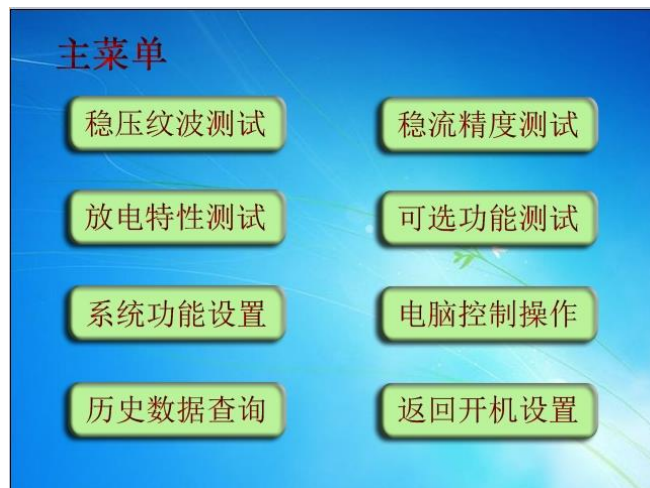 主菜单
稳压纹波测试
稳流精度测试
放电特性测试
可选功能测试
系统功能设置
电脑控制操作
历史数据查询
返回开机设置